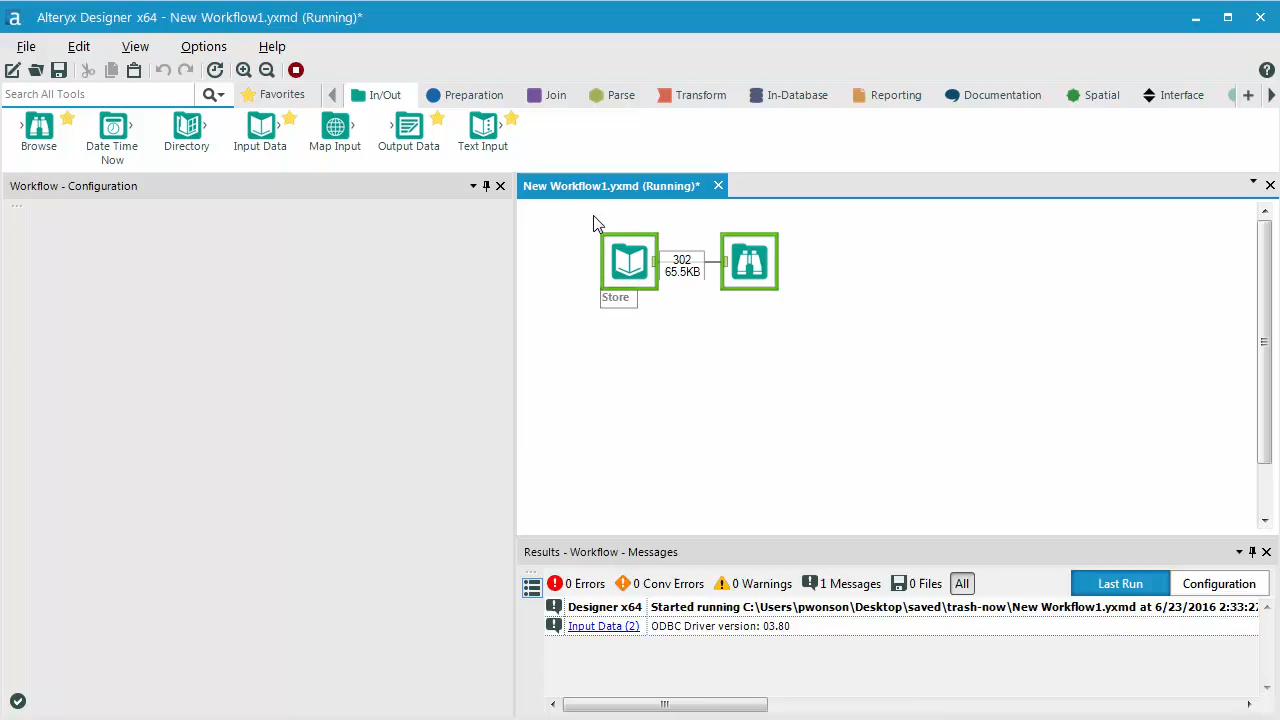 a Alteryx Designer x64 - New Workflow1.yxmd (Running)*
File Edit View Options Help
Search All Tools Favorites In/Out Preparation Join Parse Transform In-Database Reporting Documentation Spatial Interface
Browse Date Time Now Directory Input Data Map Input Output Data Text Input
Workflow - Configuration
New Workflow1.yxmd (Running)*
302
65.5KB
Store
Results - Workflow - Messages
0 Errors 0 Conv Errors 0 Warnings 1 Messages 0 Files All Last Run Configuration
Designer x64 Started running C:\Users\pwonson\Desktop\saved\trash-now\New Workflow1.yxmd at 6/23/2016 2:33:27
Input Data (2) ODBC Driver version: 03.80